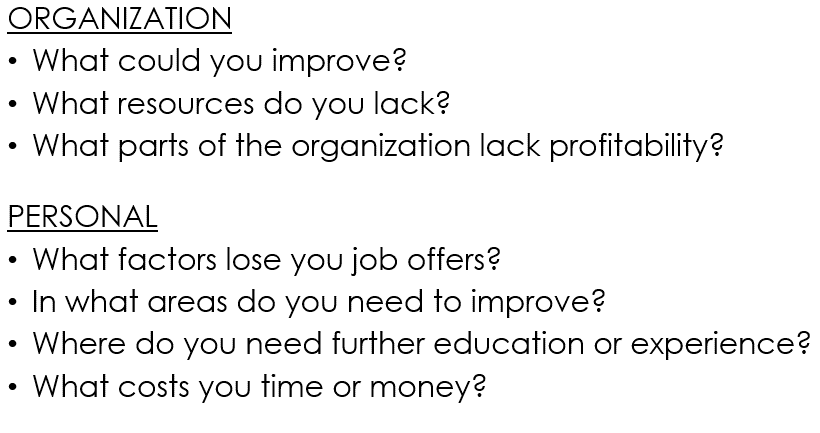 ORGANIZATION
• What could you improve?
• What resources do you lack?
• What parts of the organization lack profitability?
PERSONAL
• What factors lose you job offers?
• In what areas do you need to improve?
• Where do you need further education or experience?
• What costs you time or money?